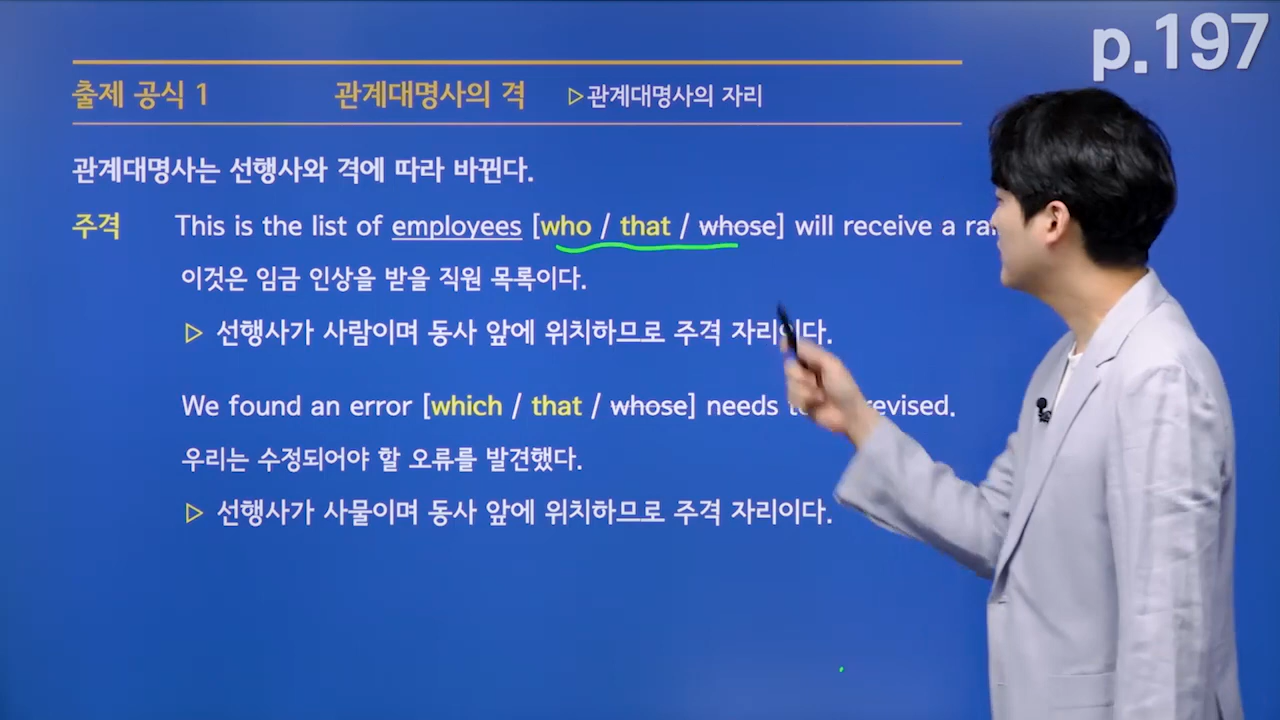 p.197
출제 공식 1 관계대명사의 격 ▷관계대명사의 자리
관계대명사는 선행사와 격에 따라 바뀐다.
주격 This is the list of employees [who / that / whose] will receive a
이것은 임금 인상을 받을 직원 목록이다.
▷ 선행사가 사람이며 동사 앞에 위치하므로 주격 자리이다.
We found an error [which / that / whose] needs revised.
우리는 수정되어야 할 오류를 발견했다.
▷ 선행사가 사물이며 동사 앞에 위치하므로 주격 자리이다.